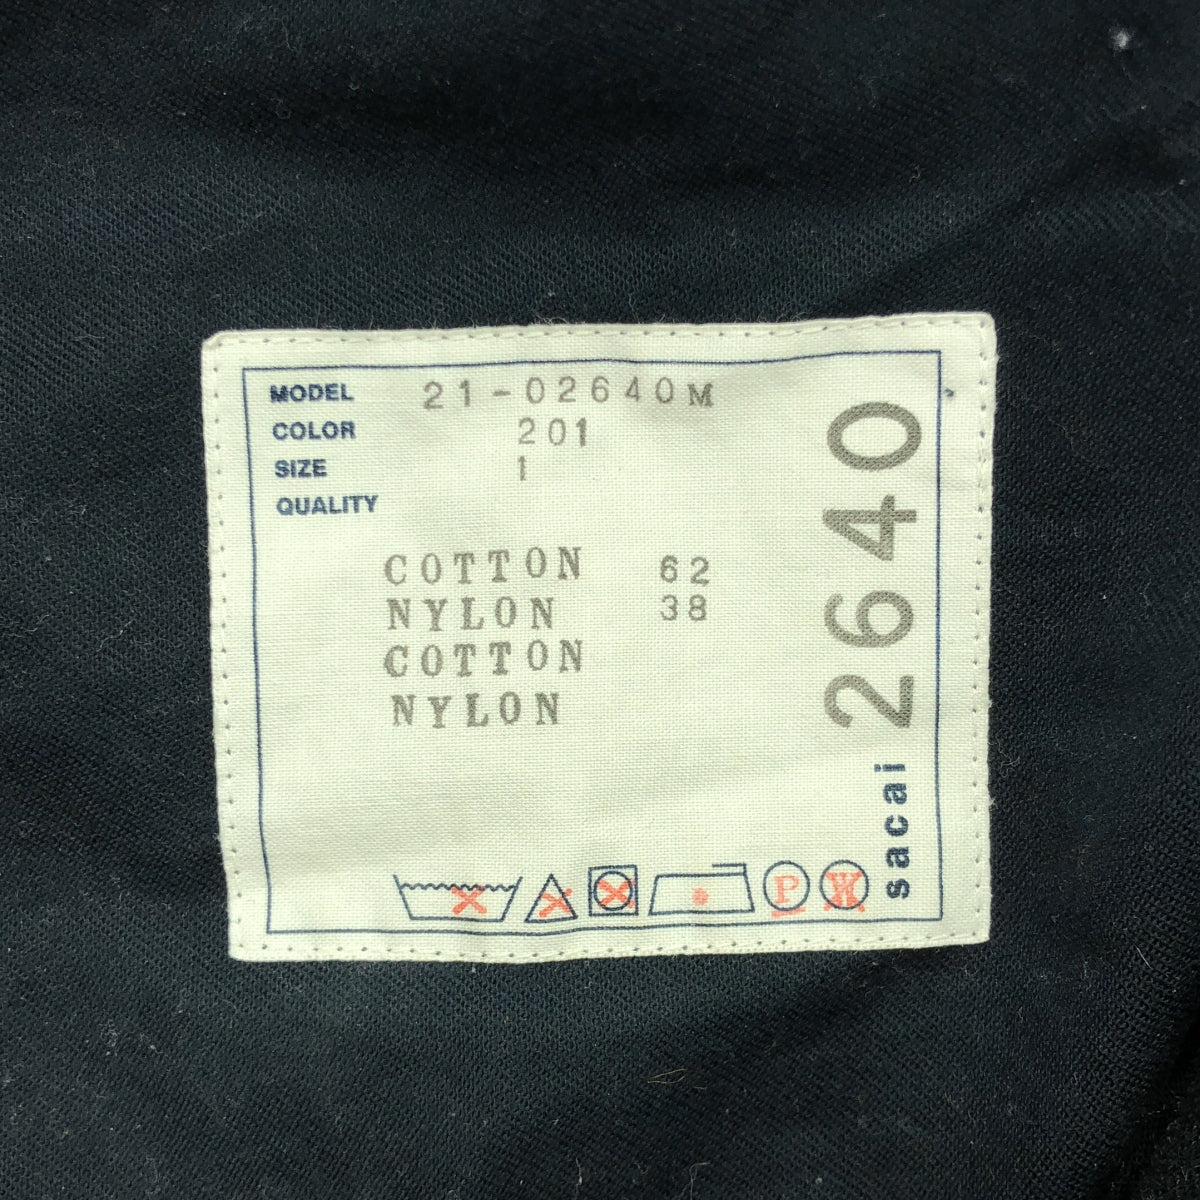 MODEL 21-02640M
COLOR 201
SIZE 1
QUALITY
COTTON 62
NYLON 38
COTTON
NYLON
sacai 2640
P W